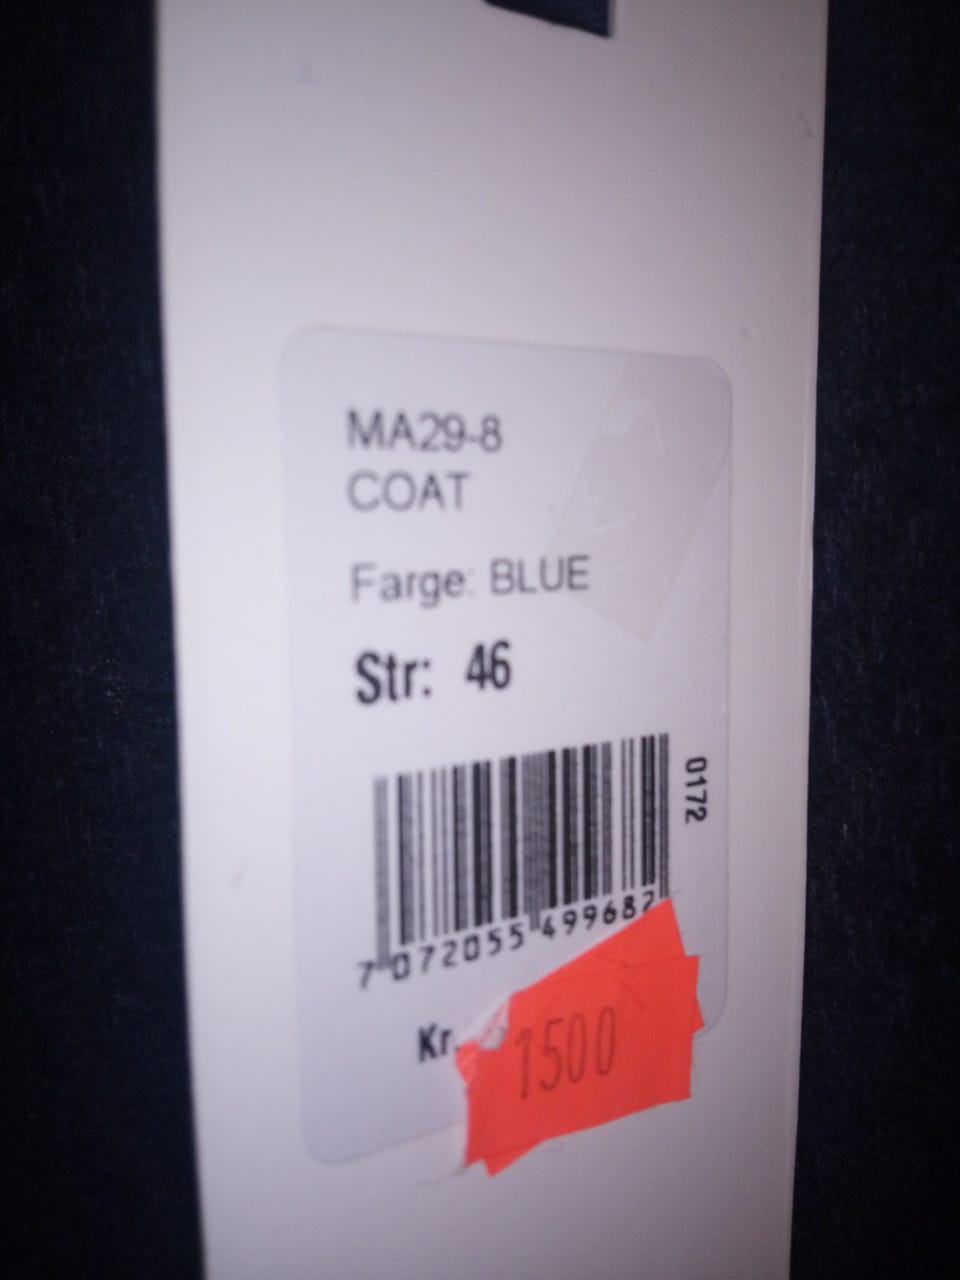 MA29-8
COAT
Farge: BLUE
Str: 46
0172
7 072055 499682
Kr. 1500